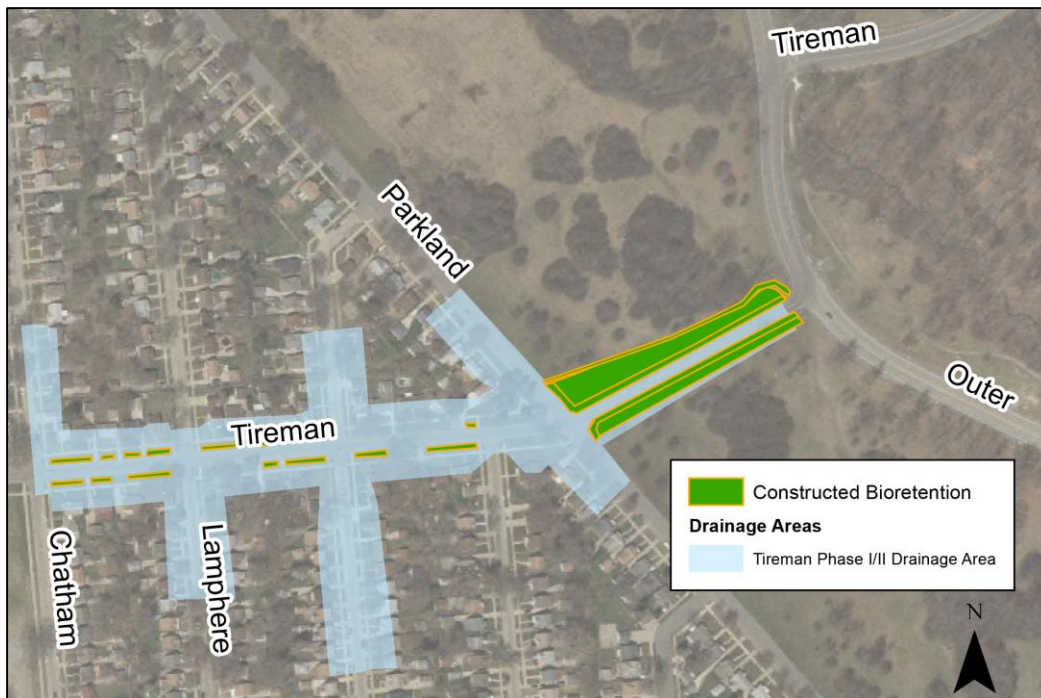 Tireman
Parkland
Outer
Tireman
Chatham
Lamphere
Constructed Bioretention
Drainage Areas
Tireman Phase I/II Drainage Area
N